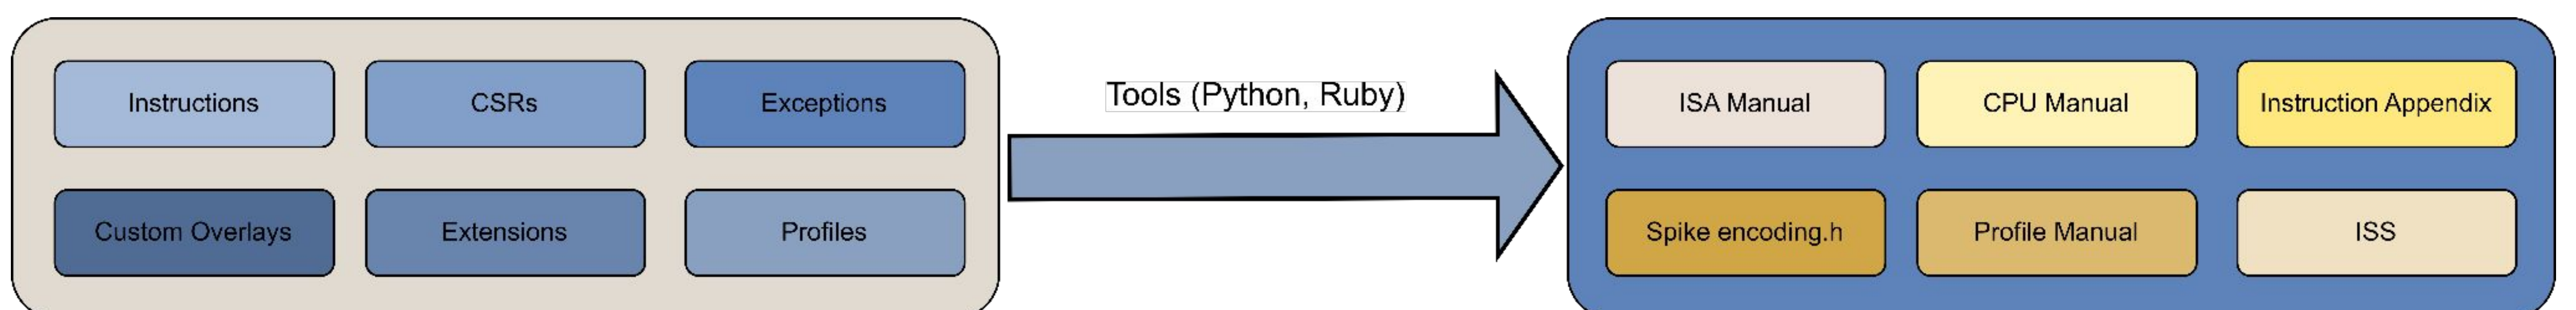 Instructions
CSRs
Exceptions
Custom Overlays
Extensions
Profiles
Tools (Python, Ruby)
ISA Manual
CPU Manual
Instruction Appendix
Spike encoding.h
Profile Manual
ISS